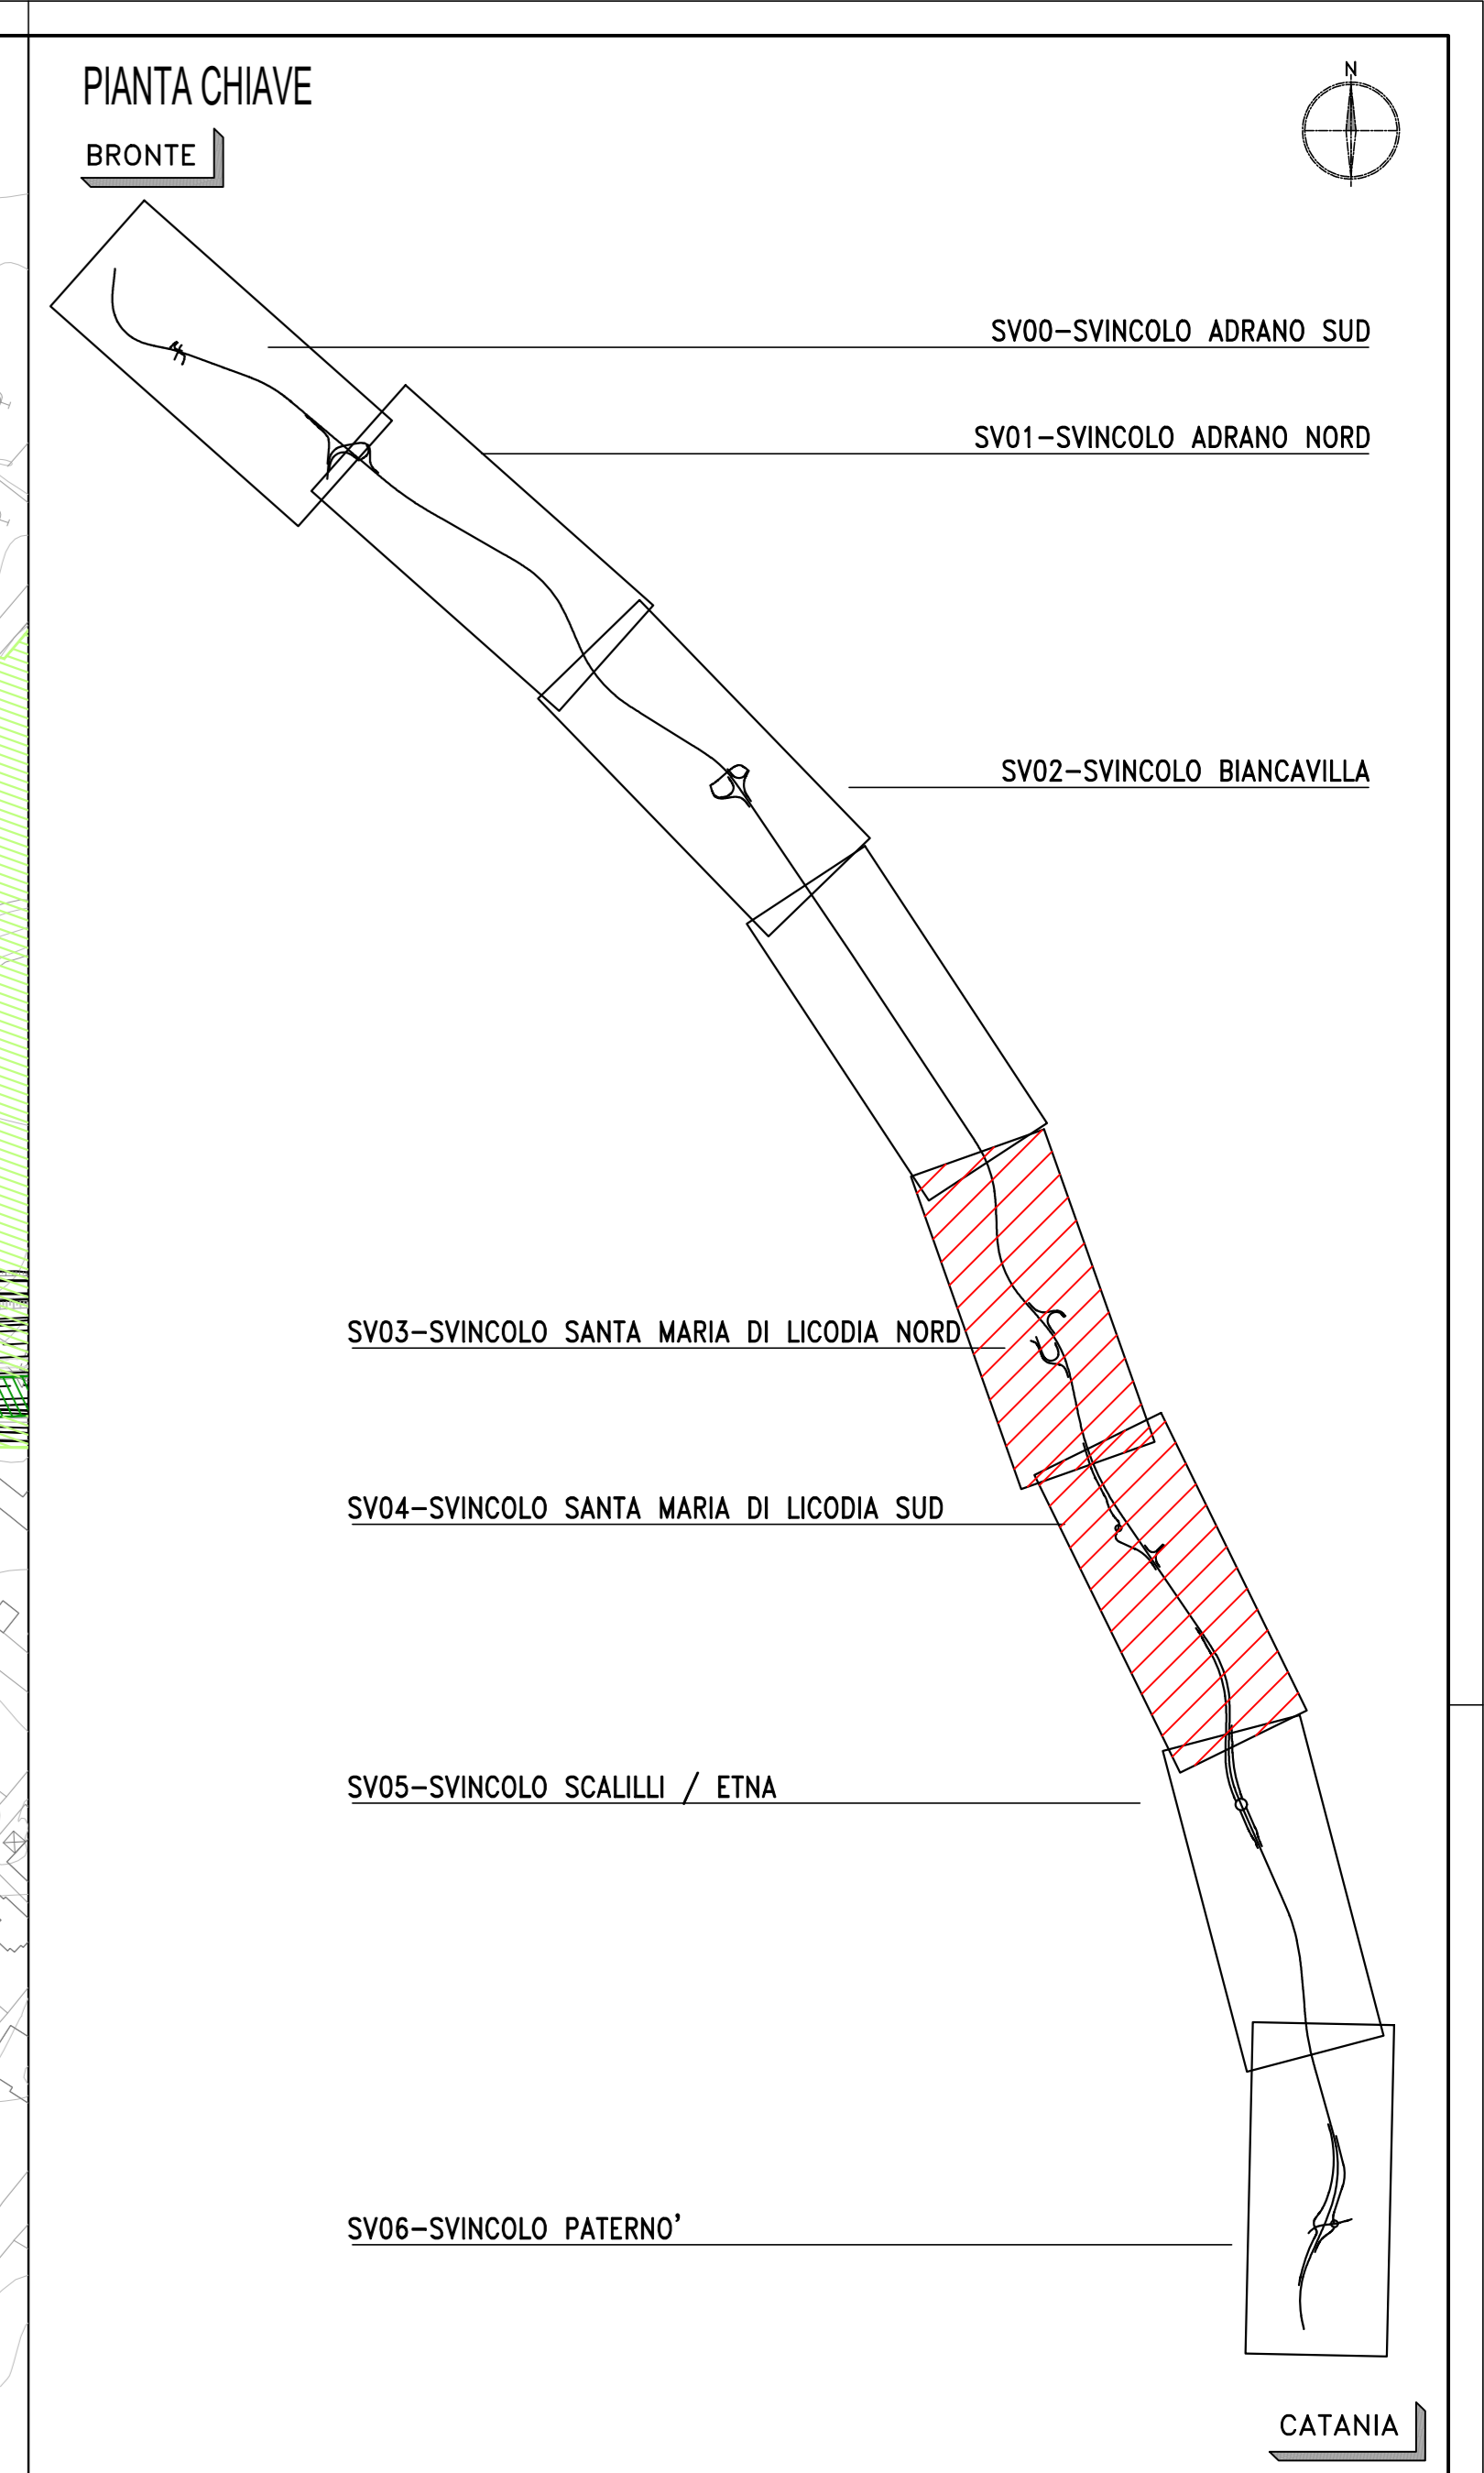 PIANTA CHIAVE
N
BRONTE
SV00-SVINCOLO ADRANO SUD
SV01-SVINCOLO ADRANO NORD
SV02-SVINCOLO BIANCAVILLA
SV03-SVINCOLO SANTA MARIA DI LICODIA NORD
SV04-SVINCOLO SANTA MARIA DI LICODIA SUD
SV05-SVINCOLO SCALILLI / ETNA
SV06-SVINCOLO PATERNO'
CATANIA